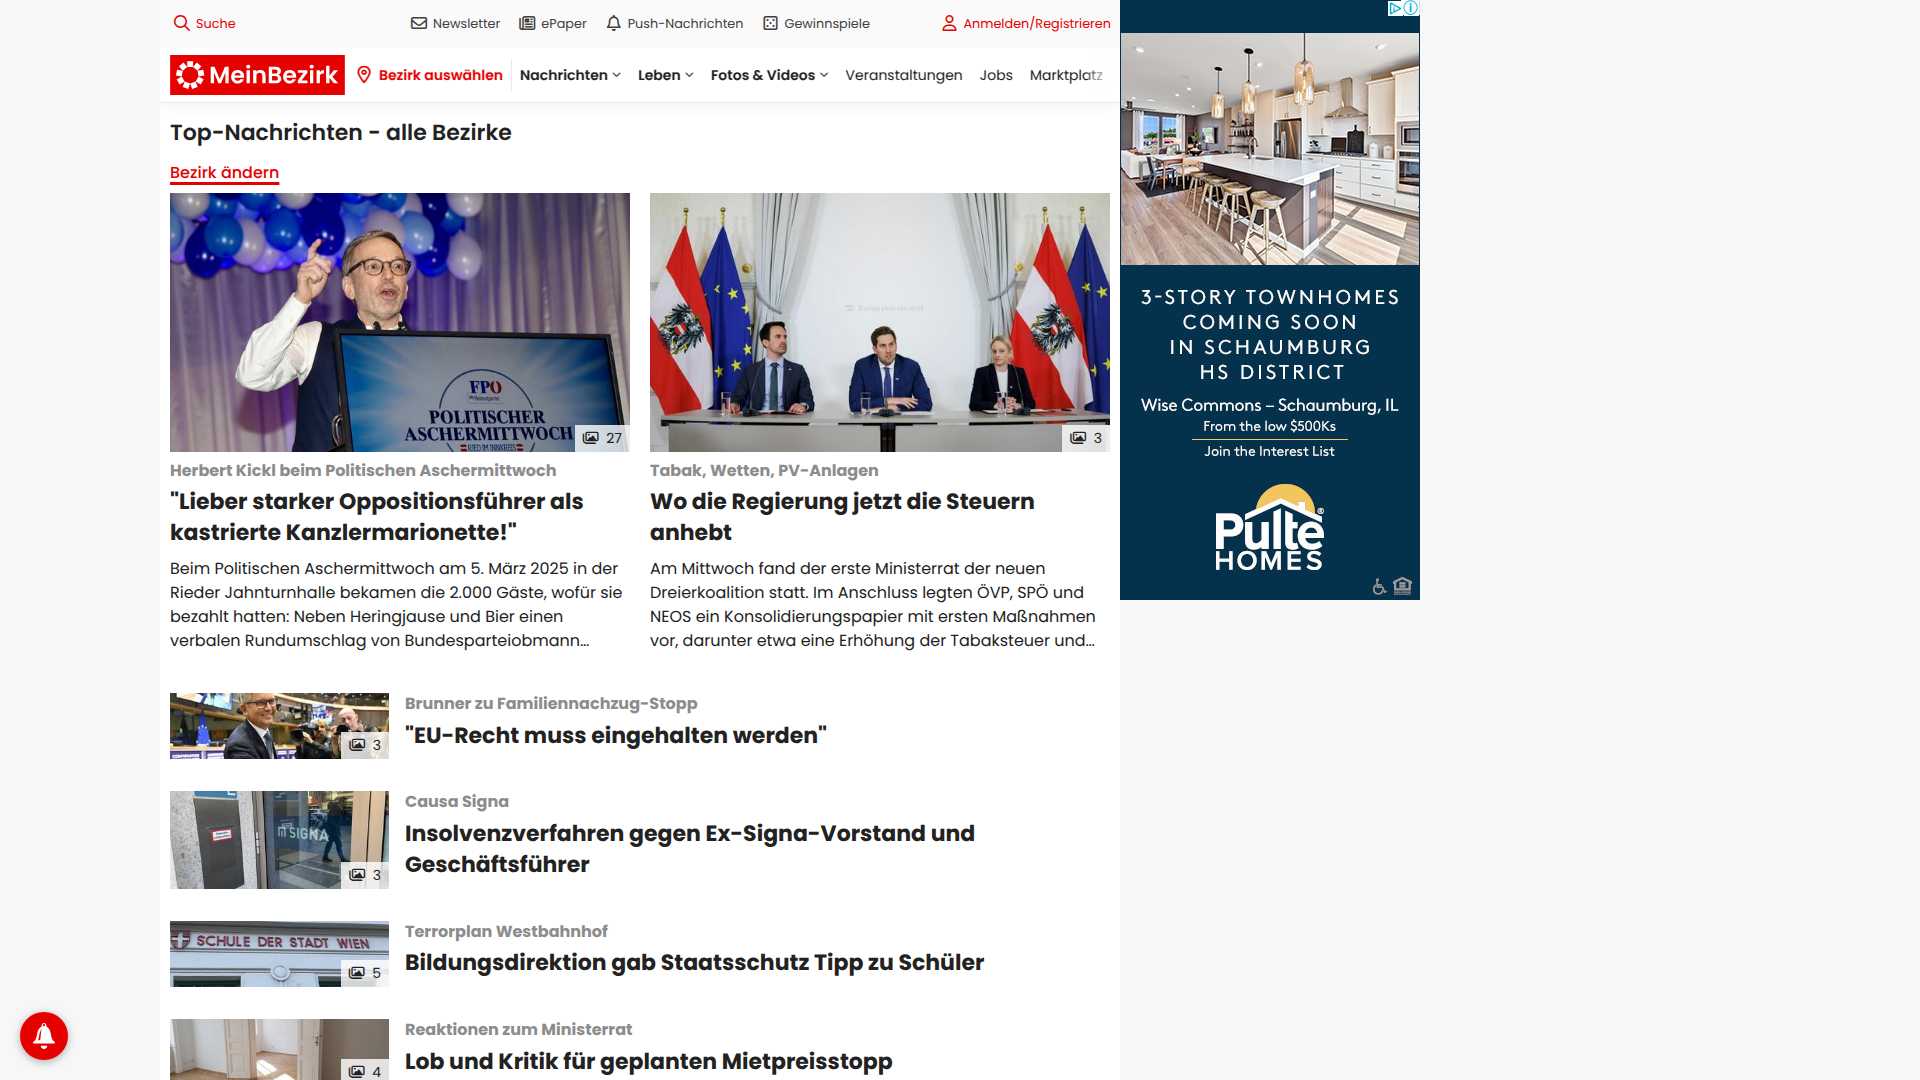 Suche
Newsletter
ePaper
Push-Nachrichten
Gewinnspiele
Anmelden/Registrieren
MeinBezirk
Bezirk auswählen
Nachrichten
Leben
Fotos & Videos
Veranstaltungen
Jobs
Marktplatz
Top-Nachrichten - alle Bezirke
Bezirk ändern
FPÖ
POLITISCHER
ASCHERMITTWOCH
RIED IM INNKREIS
27
3
Herbert Kickl beim Politischen Aschermittwoch
"Lieber starker Oppositionsführer als
kastrierte Kanzlermarionette!"
Beim Politischen Aschermittwoch am 5. März 2025 in der
Rieder Jahnturnhalle bekamen die 2.000 Gäste, wofür sie
bezahlt hatten: Neben Heringjause und Bier einen
verbalen Rundumschlag von Bundesparteiobmann...
Tabak, Wetten, PV-Anlagen
Wo die Regierung jetzt die Steuern
anhebt
Am Mittwoch fand der erste Ministerrat der neuen
Dreierkoalition statt. Im Anschluss legten ÖVP, SPÖ und
NEOS ein Konsolidierungspapier mit ersten Maßnahmen
vor, darunter etwa eine Erhöhung der Tabaksteuer und...
3
Brunner zu Familiennachzug-Stopp
"EU-Recht muss eingehalten werden"
SIGNA
3
Causa Signa
Insolvenzverfahren gegen Ex-Signa-Vorstand und
Geschäftsführer
SCHULE DER STADT WIEN
5
Terrorplan Westbahnhof
Bildungsdirektion gab Staatsschutz Tipp zu Schüler
4
Reaktionen zum Ministerrat
Lob und Kritik für geplanten Mietpreisstopp
3-STORY TOWNHOMES
COMING SOON
IN SCHAUMBURG
HS DISTRICT
Wise Commons – Schaumburg, IL
From the low $500Ks
Join the Interest List
Pulte®
HOMES